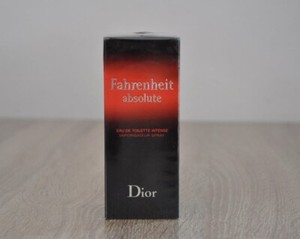 Fahrenheit
absolute
EAU DE TOILETTE INTENSE
Dior